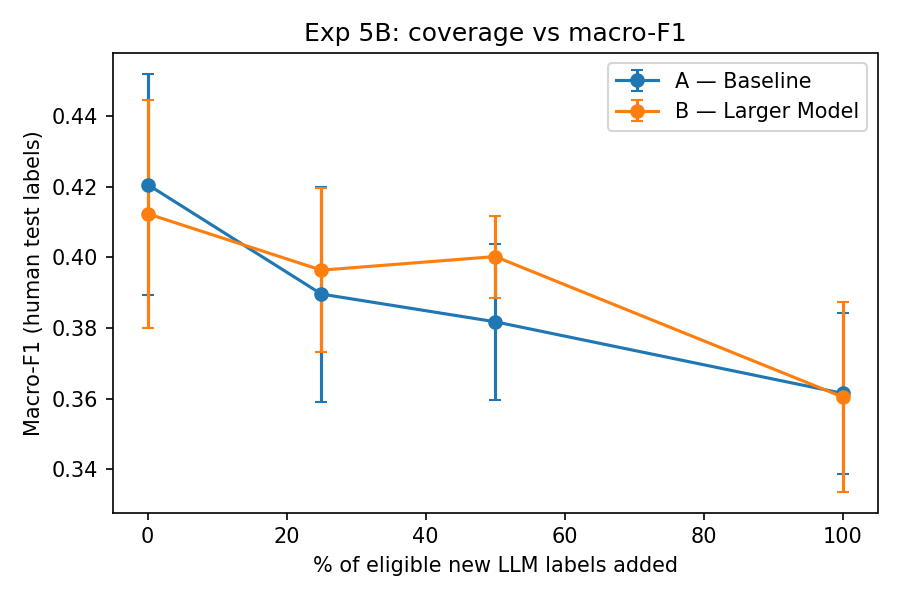 Exp 5B: coverage vs macro-F1
A — Baseline
B — Larger Model
Macro-F1 (human test labels)
0.44
0.42
0.40
0.38
0.36
0.34
0 20 40 60 80 100
% of eligible new LLM labels added